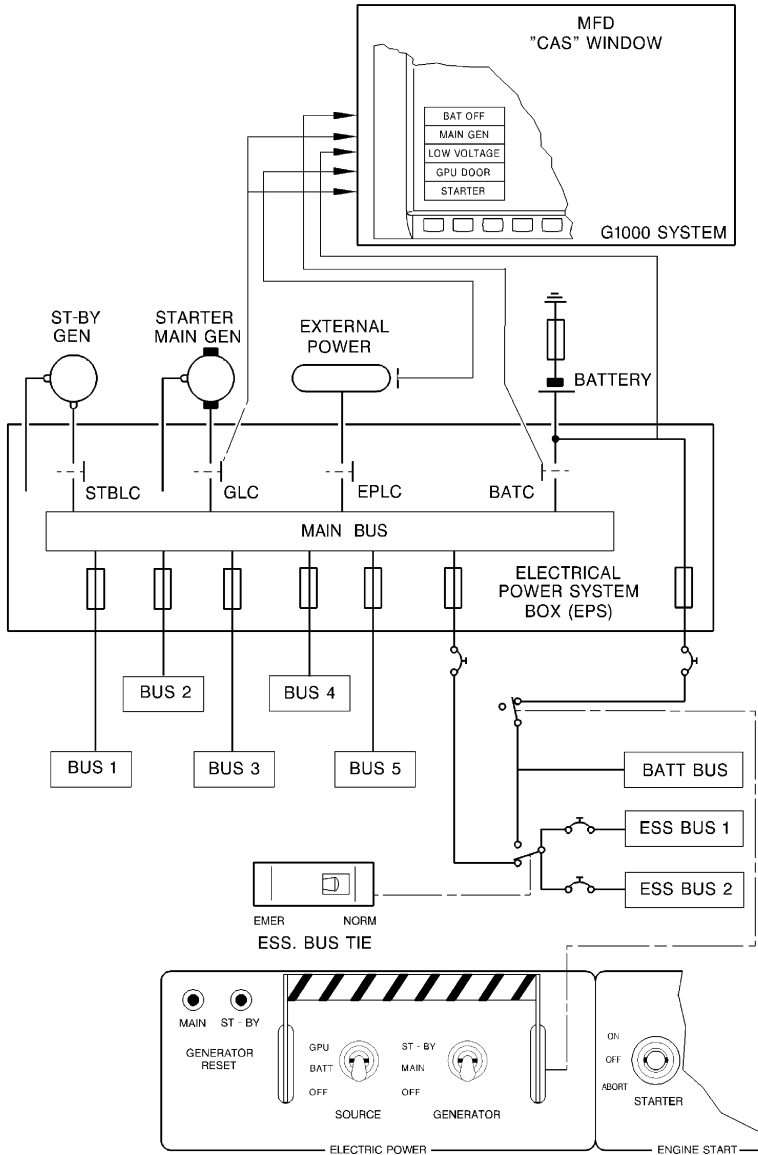 MFD
"CAS" WINDOW
BAT OFF
MAIN GEN
LOW VOLTAGE
GPU DOOR
STARTER
G1000 SYSTEM
ST-BY
GEN
STARTER
MAIN GEN
EXTERNAL
POWER
BATTERY
STBLC
GLC
EPLC
BATC
MAIN BUS
ELECTRICAL
POWER SYSTEM
BOX (EPS)
BUS 2
BUS 4
BUS 1
BUS 3
BUS 5
BATT BUS
ESS BUS 1
ESS BUS 2
EMER NORM
ESS. BUS TIE
MAIN ST - BY
GENERATOR
RESET
GPU
BATT
OFF
SOURCE
ST - BY
MAIN
OFF
GENERATOR
ELECTRIC POWER
ON
OFF
ABORT
STARTER
ENGINE START